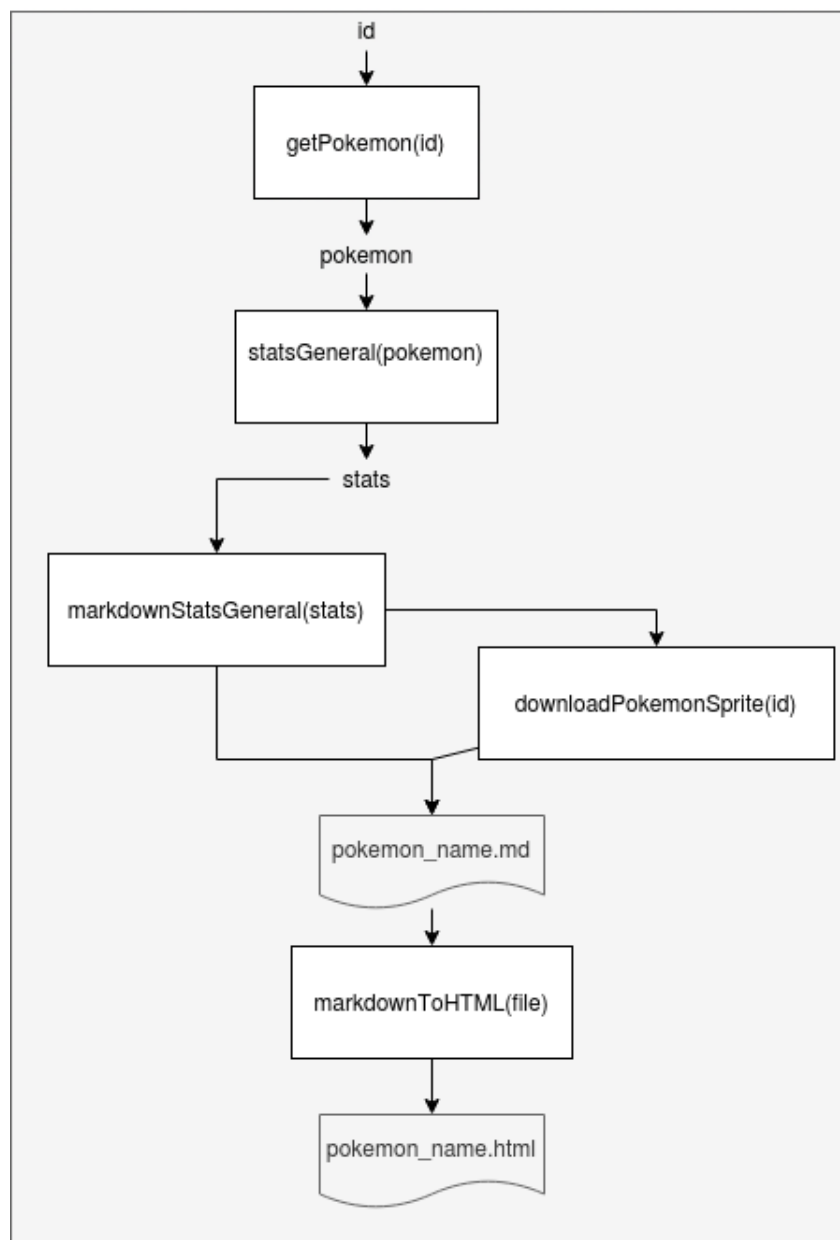 id
getPokemon(id)
pokemon
statsGeneral(pokemon)
stats
markdownStatsGeneral(stats)
downloadPokemonSprite(id)
pokemon_name.md
markdownToHTML(file)
pokemon_name.html